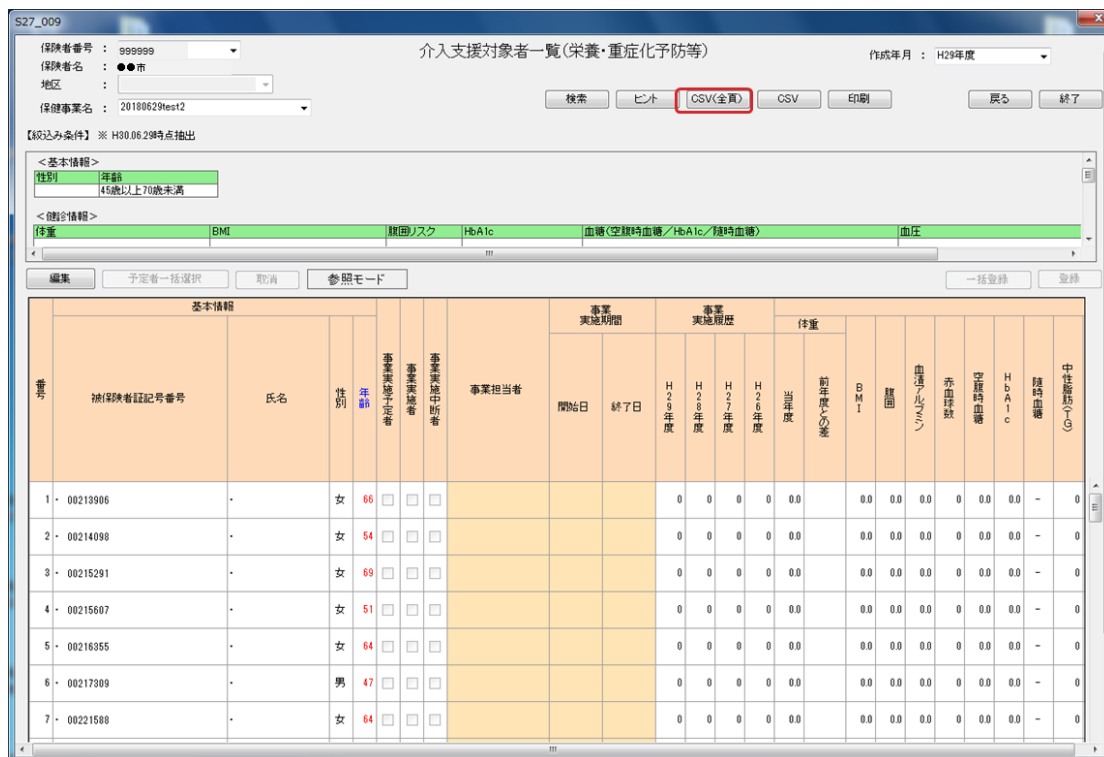 S27_009
保険者番号 : 999999
介入支援対象者一覧(栄養・重症化予防等)
作成年月 : H29年度
保険者名 : ●●市
地区 :
検索 ヒント CSV(全頁) CSV 印刷 戻る 終了
保健事業名 : 20180629test2
【絞込み条件】 ※ H30.06.29時点抽出
<基本情報>
性別 年齢
45歳以上70歳未満
<健診情報>
体重 BMI 腹囲リスク HbA1c 血糖(空腹時血糖/HbA1c/随時血糖) 血圧
編集 予定者一括選択 取消 参照モード 一括登録 登録
基本情報 事業実施期間 事業実施履歴 体重
番号 被保険者証記号番号 氏名 性別 年齢 事業実施予定者 事業実施者 事業実施中断者 事業担当者 開始日 終了日 H29年度 H28年度 H27年度 H26年度 当年度 前年度との差 BMI 腹囲 血清アルブミン 赤血球数 空腹時血糖 HbA1c 随時血糖 中性脂肪(TG)
1 - 00213906 - 女 66 0 0 0 0 0.0 0.0 0.0 0.0 0 0.0 0.0 - 0
2 - 00214098 - 女 54 0 0 0 0 0.0 0.0 0.0 0.0 0 0.0 0.0 - 0
3 - 00215291 - 女 69 0 0 0 0 0.0 0.0 0.0 0.0 0 0.0 0.0 - 0
4 - 00215607 - 女 51 0 0 0 0 0.0 0.0 0.0 0.0 0 0.0 0.0 - 0
5 - 00216355 - 女 64 0 0 0 0 0.0 0.0 0.0 0.0 0 0.0 0.0 - 0
6 - 00217309 - 男 47 0 0 0 0 0.0 0.0 0.0 0.0 0 0.0 0.0 - 0
7 - 00221588 - 女 64 0 0 0 0 0.0 0.0 0.0 0.0 0 0.0 0.0 - 0